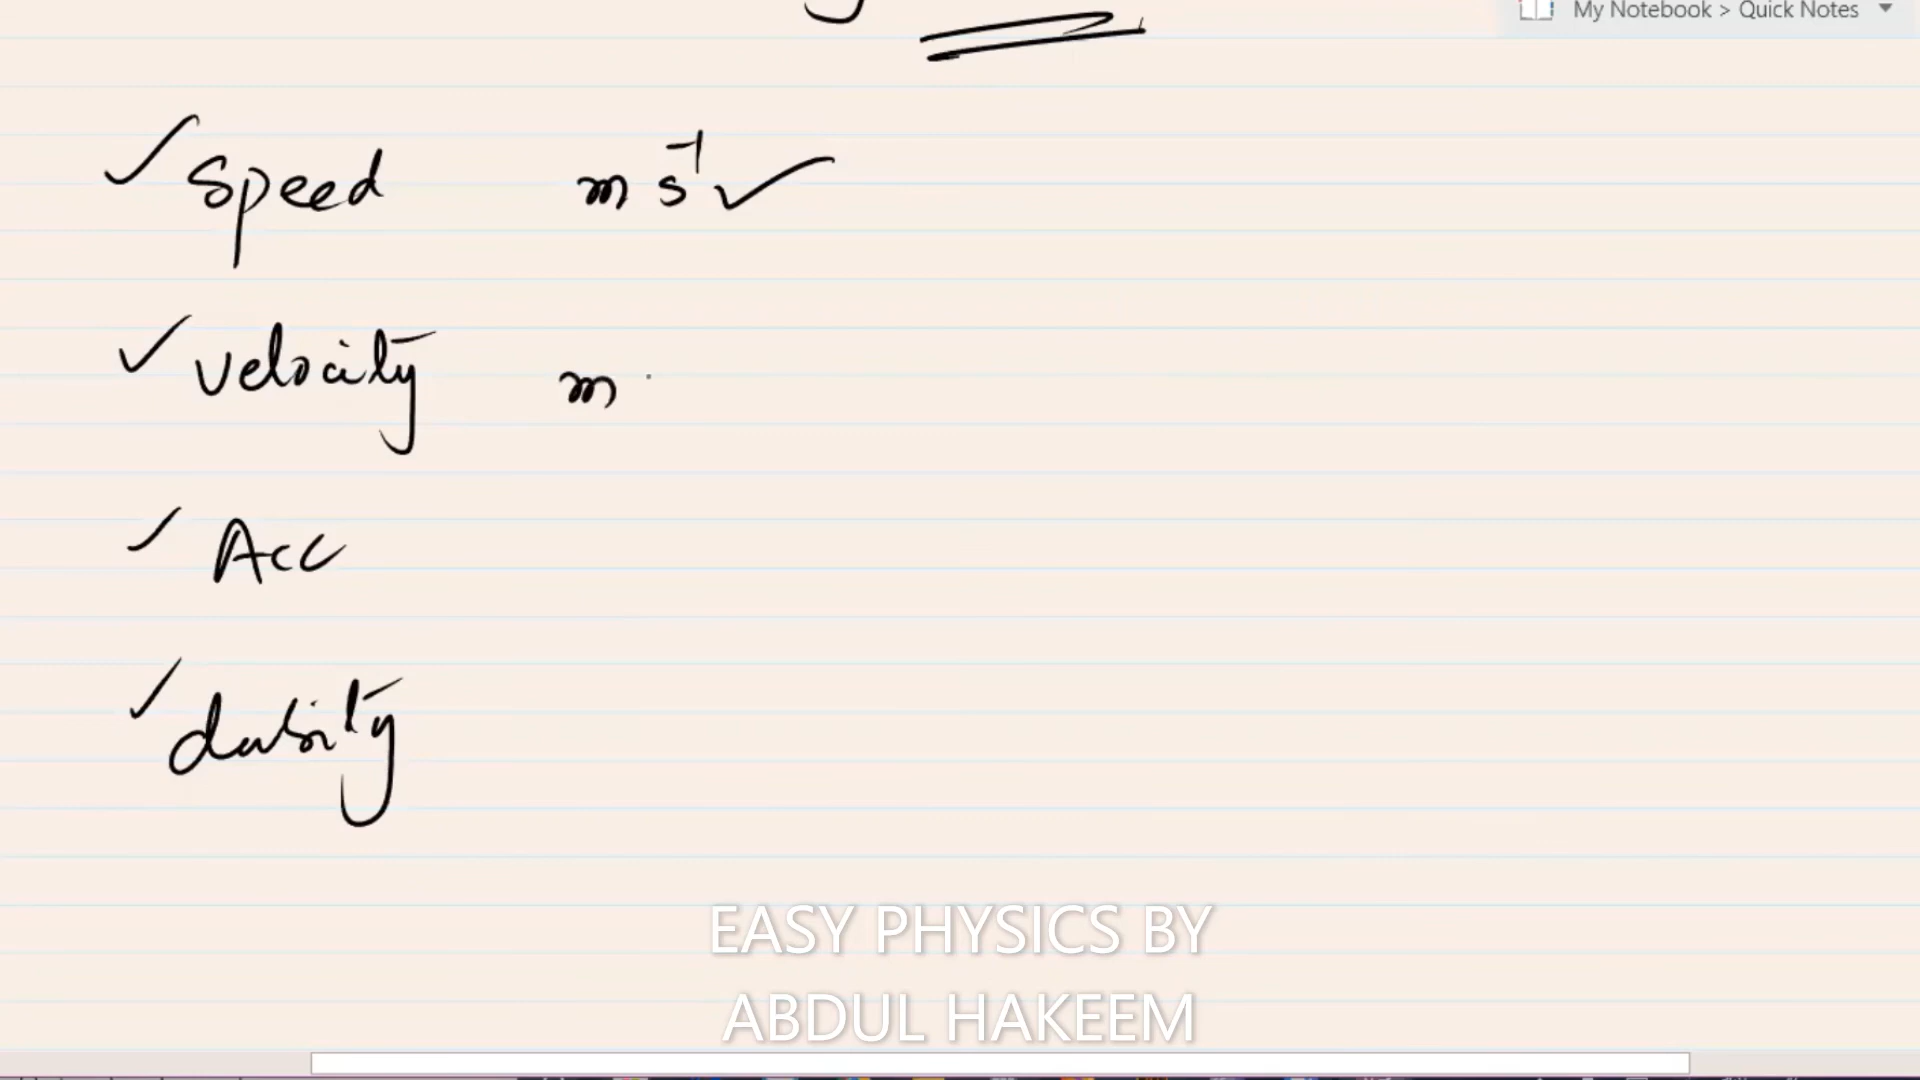 My Notebook > Quick Notes
Speed m s⁻¹
velocity m
Acc
density
EASY PHYSICS BY
ABDUL HAKEEM